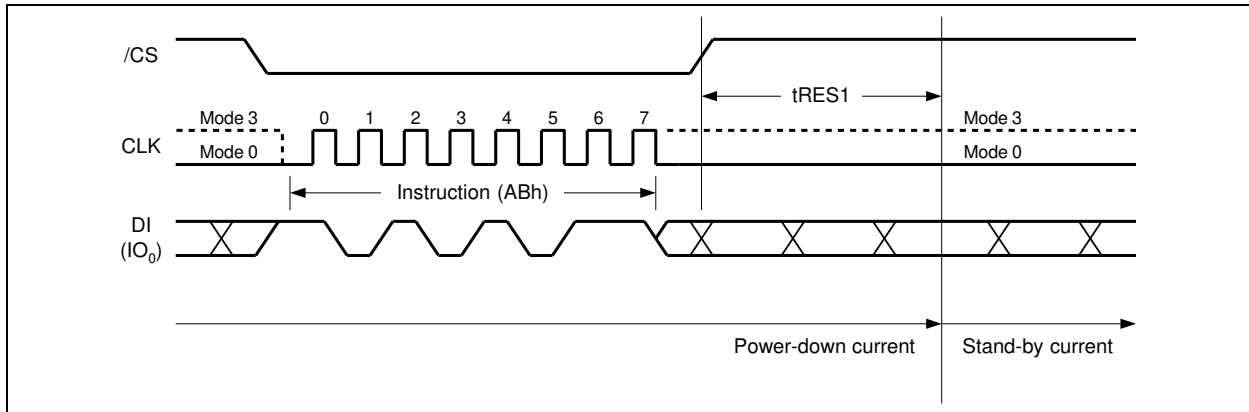 /CS
tRES1
Mode 3 0 1 2 3 4 5 6 7 Mode 3
CLK
Mode 0 Mode 0
Instruction (ABh)
DI
(IO₀)
Power-down current Stand-by current